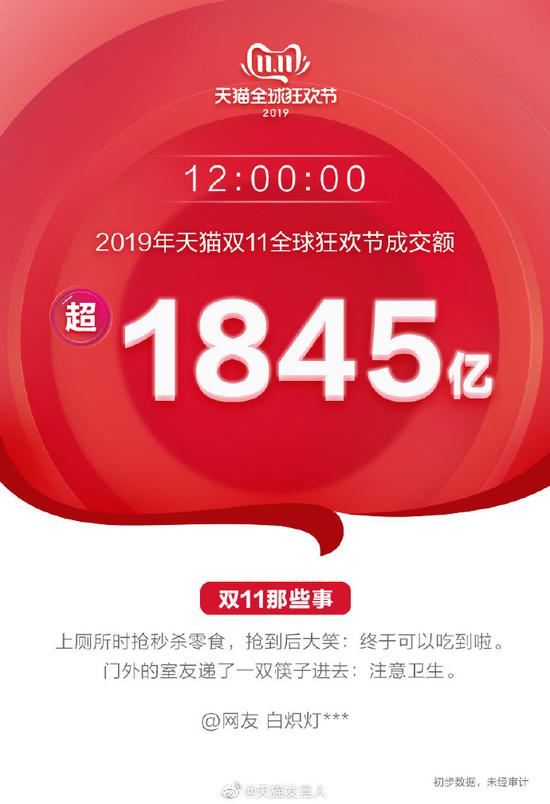 11.11
天猫全球狂欢节
2019
12:00:00
2019年天猫双11全球狂欢节成交额
超
1845亿
双11那些事
上厕所时抢秒杀零食，抢到后大笑：终于可以吃到啦。
门外的室友递了一双筷子进去：注意卫生。
@网友 白炽灯***
初步数据，未经审计
@天猫发言人